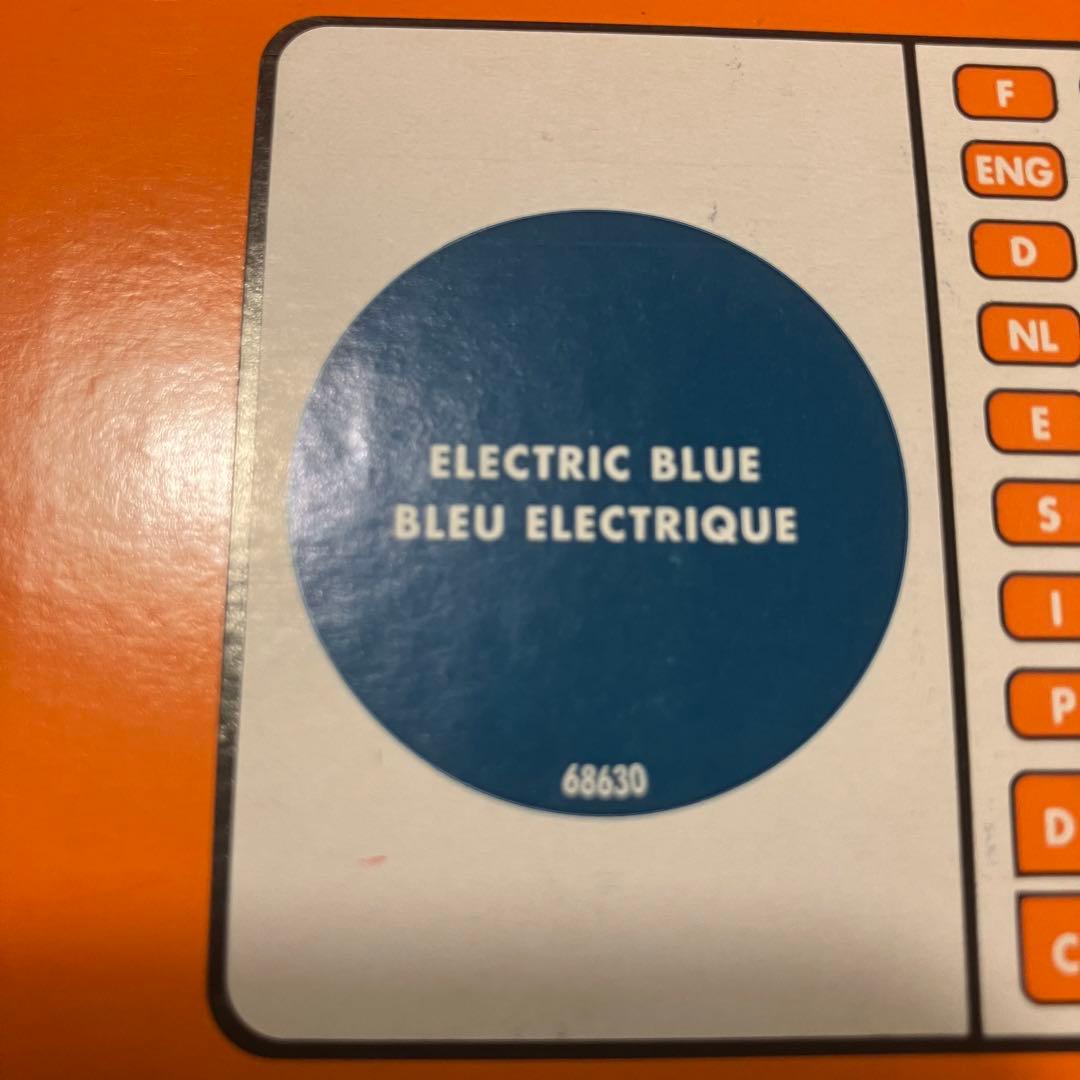 ELECTRIC BLUE
BLEU ELECTRIQUE
68630
F
ENG
D
NL
E
S
I
P
D
C